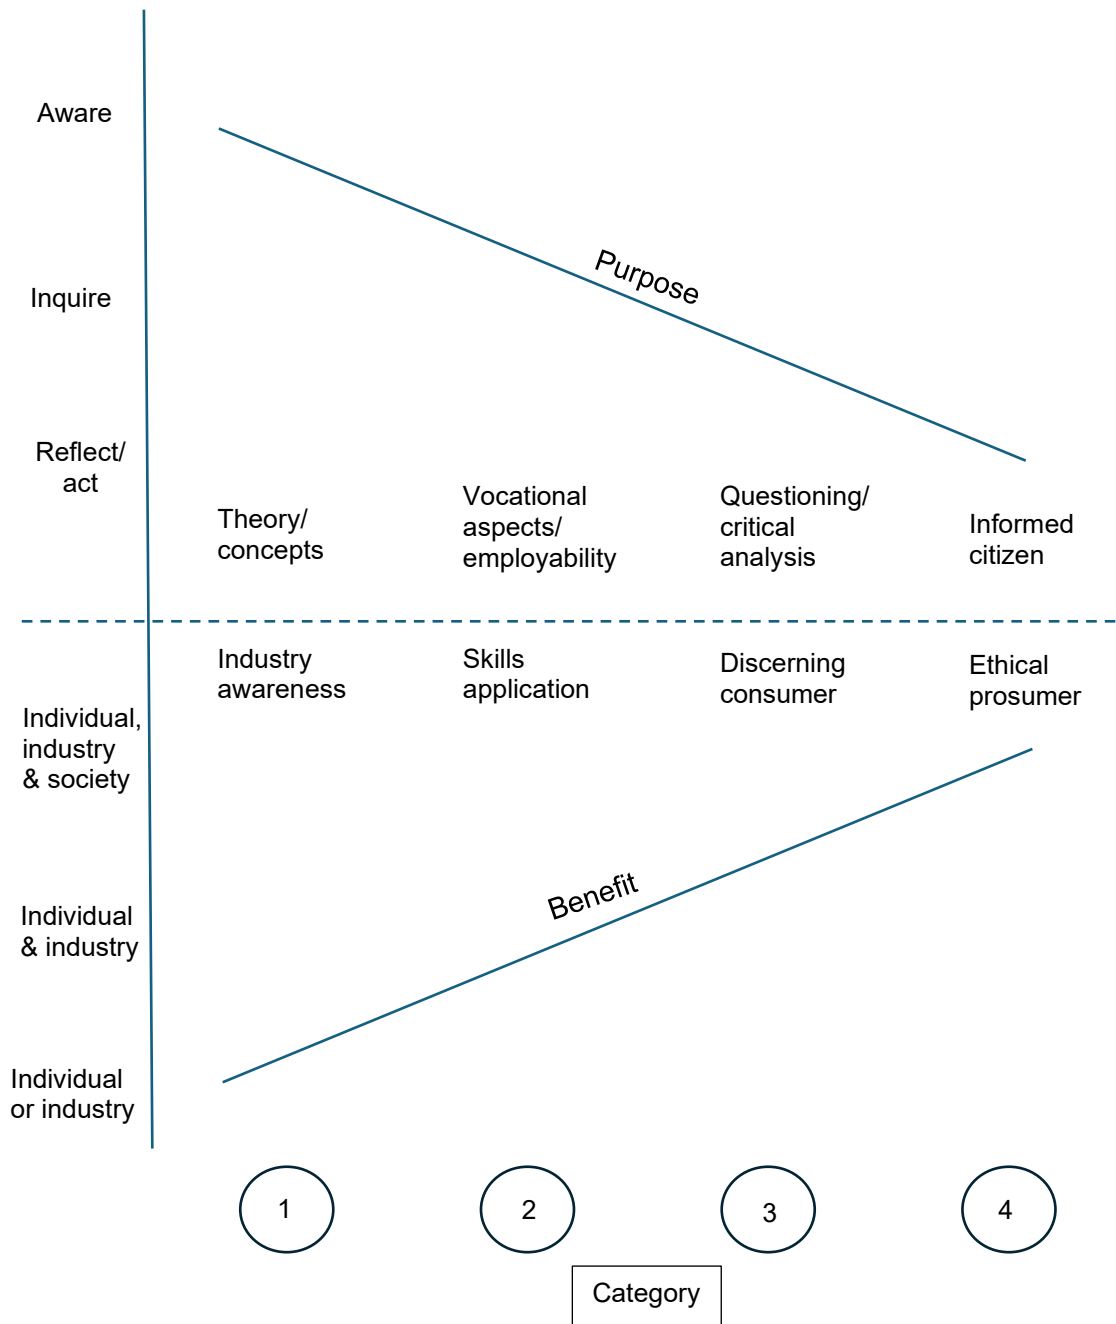 Aware
Purpose
Inquire
Reflect/
act
Theory/
concepts
Vocational
aspects/
employability
Questioning/
critical
analysis
Informed
citizen
Industry
awareness
Skills
application
Discerning
consumer
Ethical
prosumer
Individual,
industry
& society
Benefit
Individual
& industry
Individual
or industry
1
2
3
4
Category